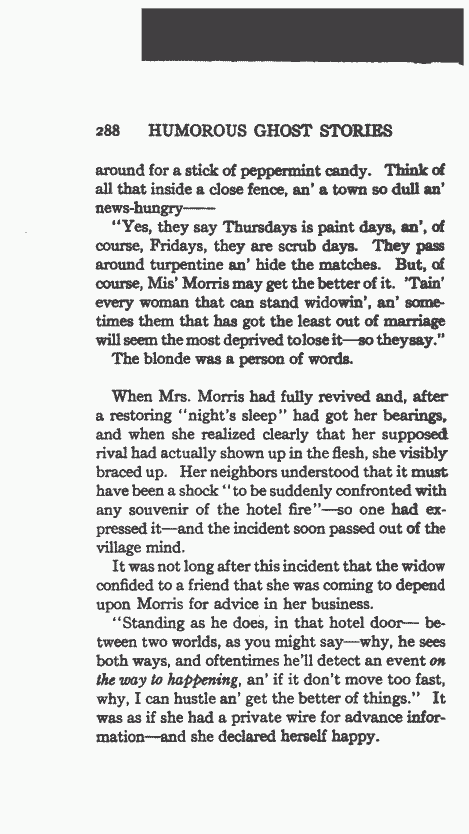 288 HUMOROUS GHOST STORIES
around for a stick of peppermint candy. Think of
all that inside a close fence, an' a town so dull an'
news-hungry——
"Yes, they say Thursdays is paint days, an', of
course, Fridays, they are scrub days. They pass
around turpentine an' hide the matches. But, of
course, Mis' Morris may get the better of it. 'Tain'
every woman that can stand widowin', an' some-
times them that has got the least out of marriage
will seem the most deprived to lose it—so they say."
The blonde was a person of words.
When Mrs. Morris had fully revived and, after
a restoring "night's sleep" had got her bearings,
and when she realized clearly that her supposed
rival had actually shown up in the flesh, she visibly
braced up. Her neighbors understood that it must
have been a shock "to be suddenly confronted with
any souvenir of the hotel fire"—so one had ex-
pressed it—and the incident soon passed out of the
village mind.
It was not long after this incident that the widow
confided to a friend that she was coming to depend
upon Morris for advice in her business.
"Standing as he does, in that hotel door— be-
tween two worlds, as you might say—why, he sees
both ways, and oftentimes he'll detect an event on
the way to happening, an' if it don't move too fast,
why, I can hustle an' get the better of things." It
was as if she had a private wire for advance infor-
mation—and she declared herself happy.